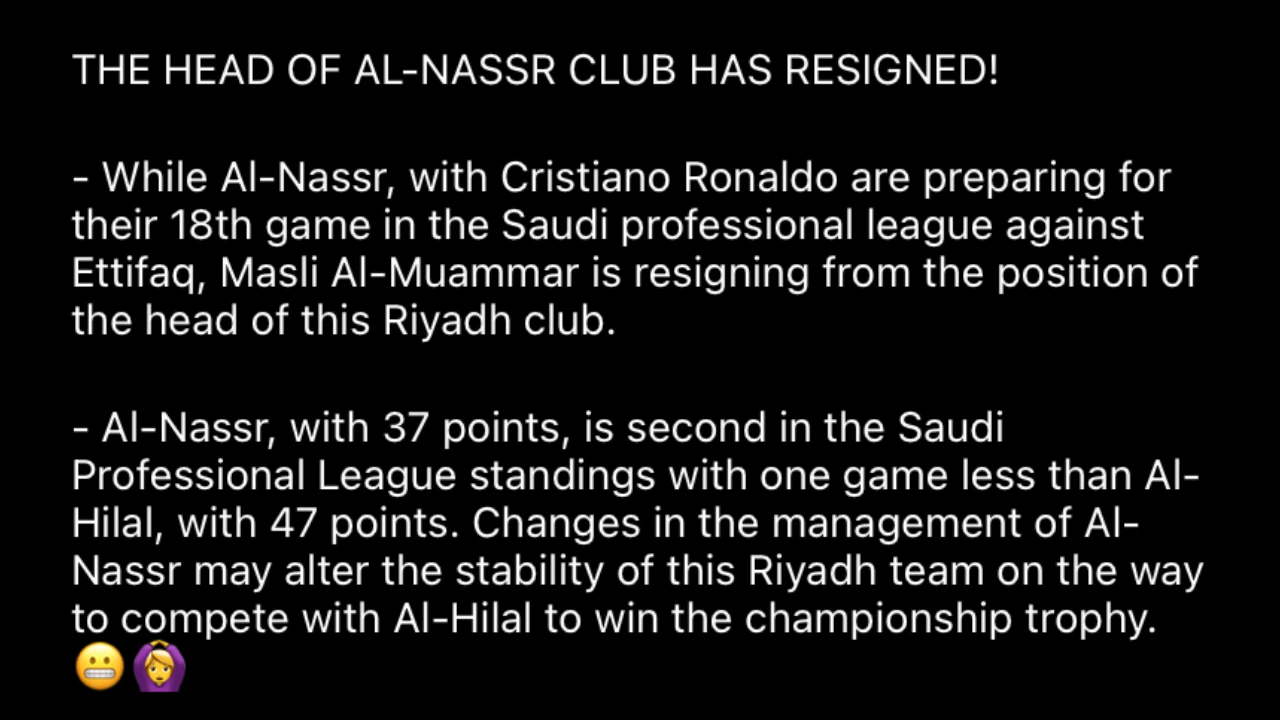 THE HEAD OF AL-NASSR CLUB HAS RESIGNED!
- While Al-Nassr, with Cristiano Ronaldo are preparing for
their 18th game in the Saudi professional league against
Ettifaq, Masli Al-Muammar is resigning from the position of
the head of this Riyadh club.
- Al-Nassr, with 37 points, is second in the Saudi
Professional League standings with one game less than Al-
Hilal, with 47 points. Changes in the management of Al-
Nassr may alter the stability of this Riyadh team on the way
to compete with Al-Hilal to win the championship trophy.
😬🙆‍♀️